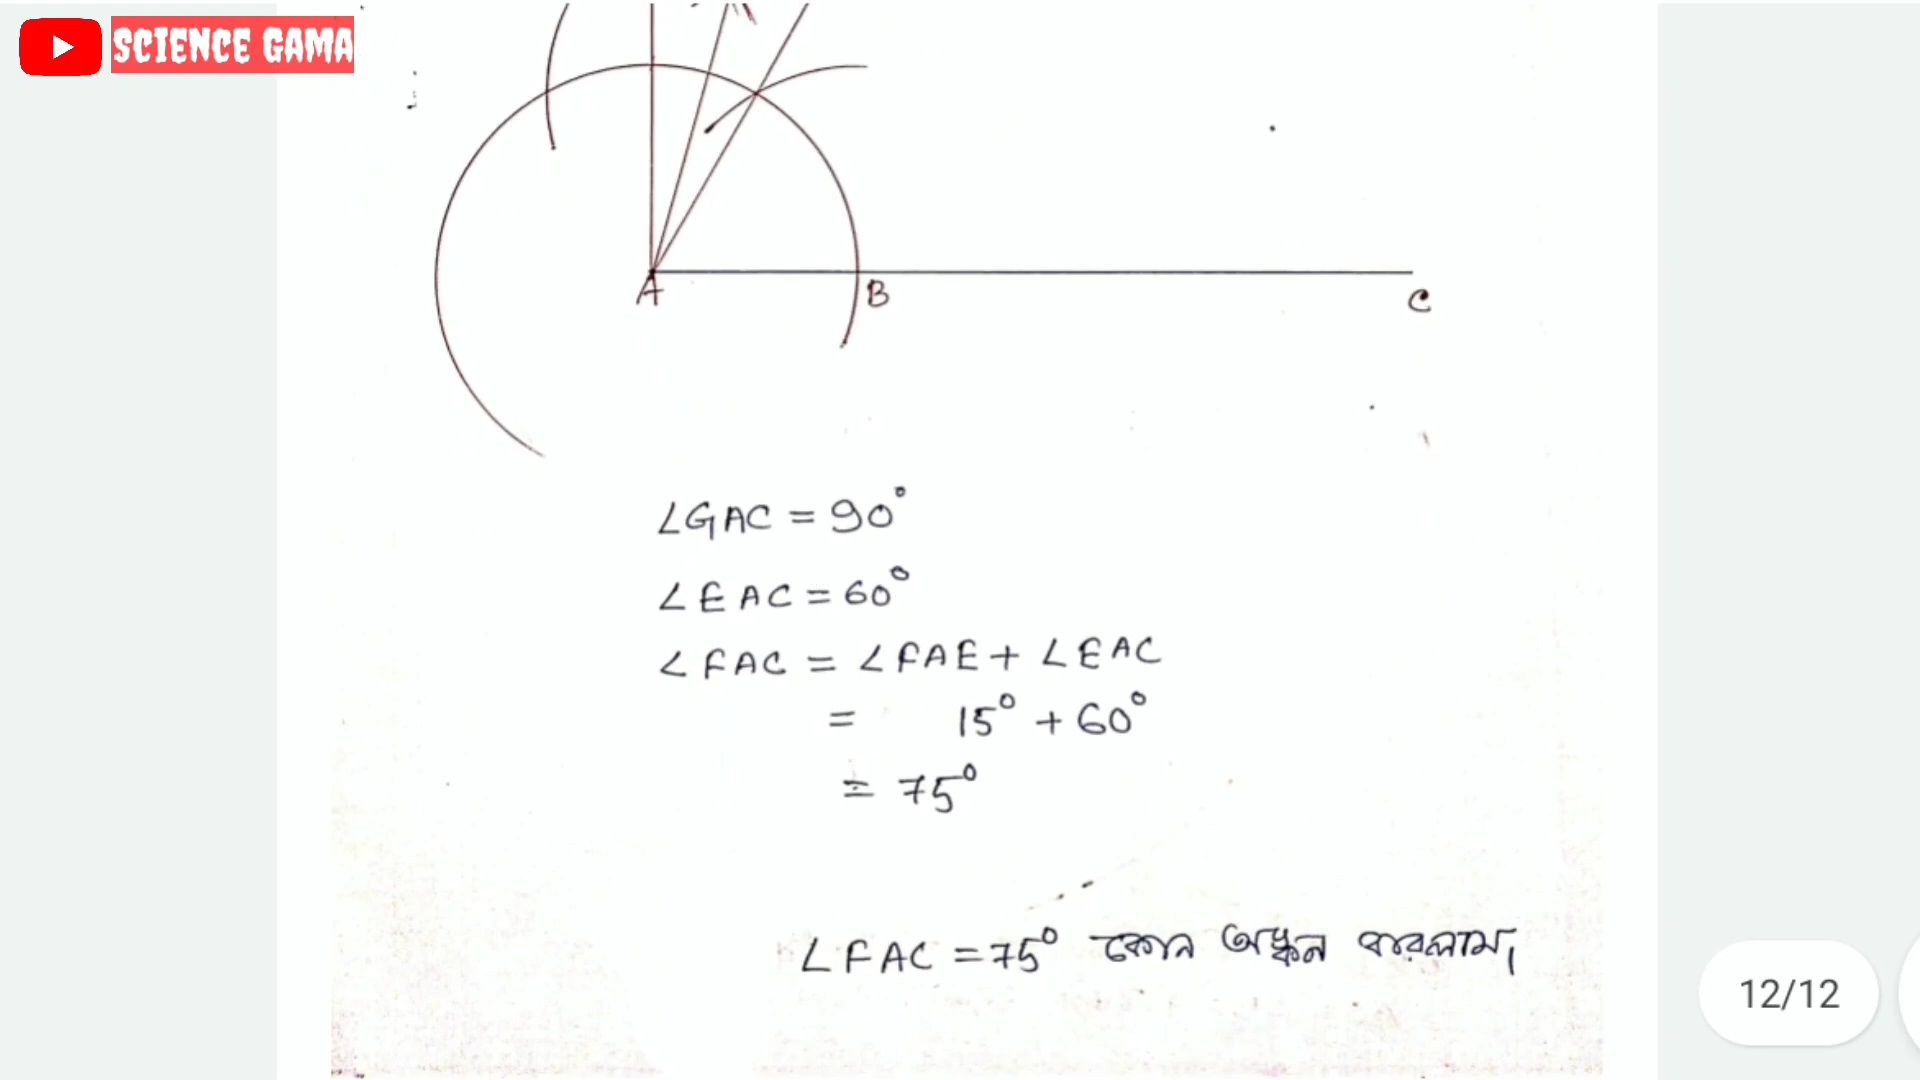 SCIENCE GAMA
A B C
∠GAC = 90°
∠EAC = 60°
∠FAC = ∠FAE + ∠EAC
= 15° + 60°
= 75°
∠FAC = 75° কোন অঙ্কন করলাম।
12/12